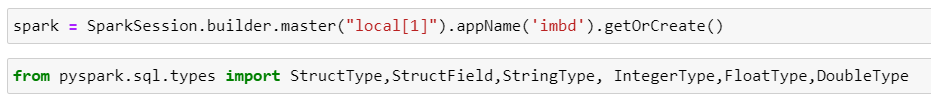 spark = SparkSession.builder.master("local[1]").appName('imbd').getOrCreate()
from pyspark.sql.types import StructType,StructField,StringType, IntegerType,FloatType,DoubleType